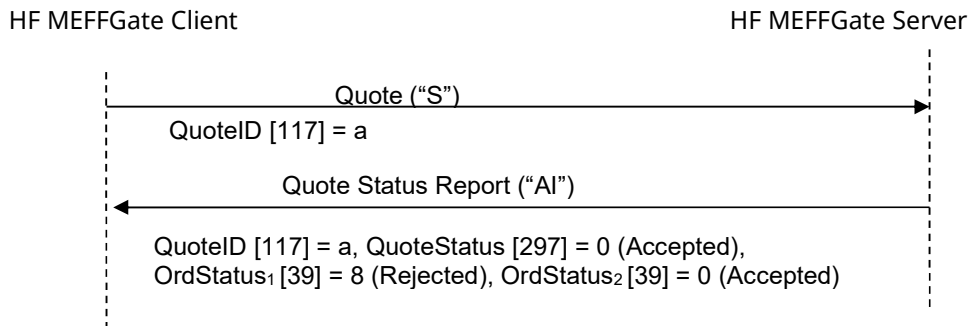 HF MEFFGate Client
HF MEFFGate Server
Quote (“S”)
QuoteID [117] = a
Quote Status Report (“AI”)
QuoteID [117] = a, QuoteStatus [297] = 0 (Accepted),
OrdStatus₁ [39] = 8 (Rejected), OrdStatus₂ [39] = 0 (Accepted)